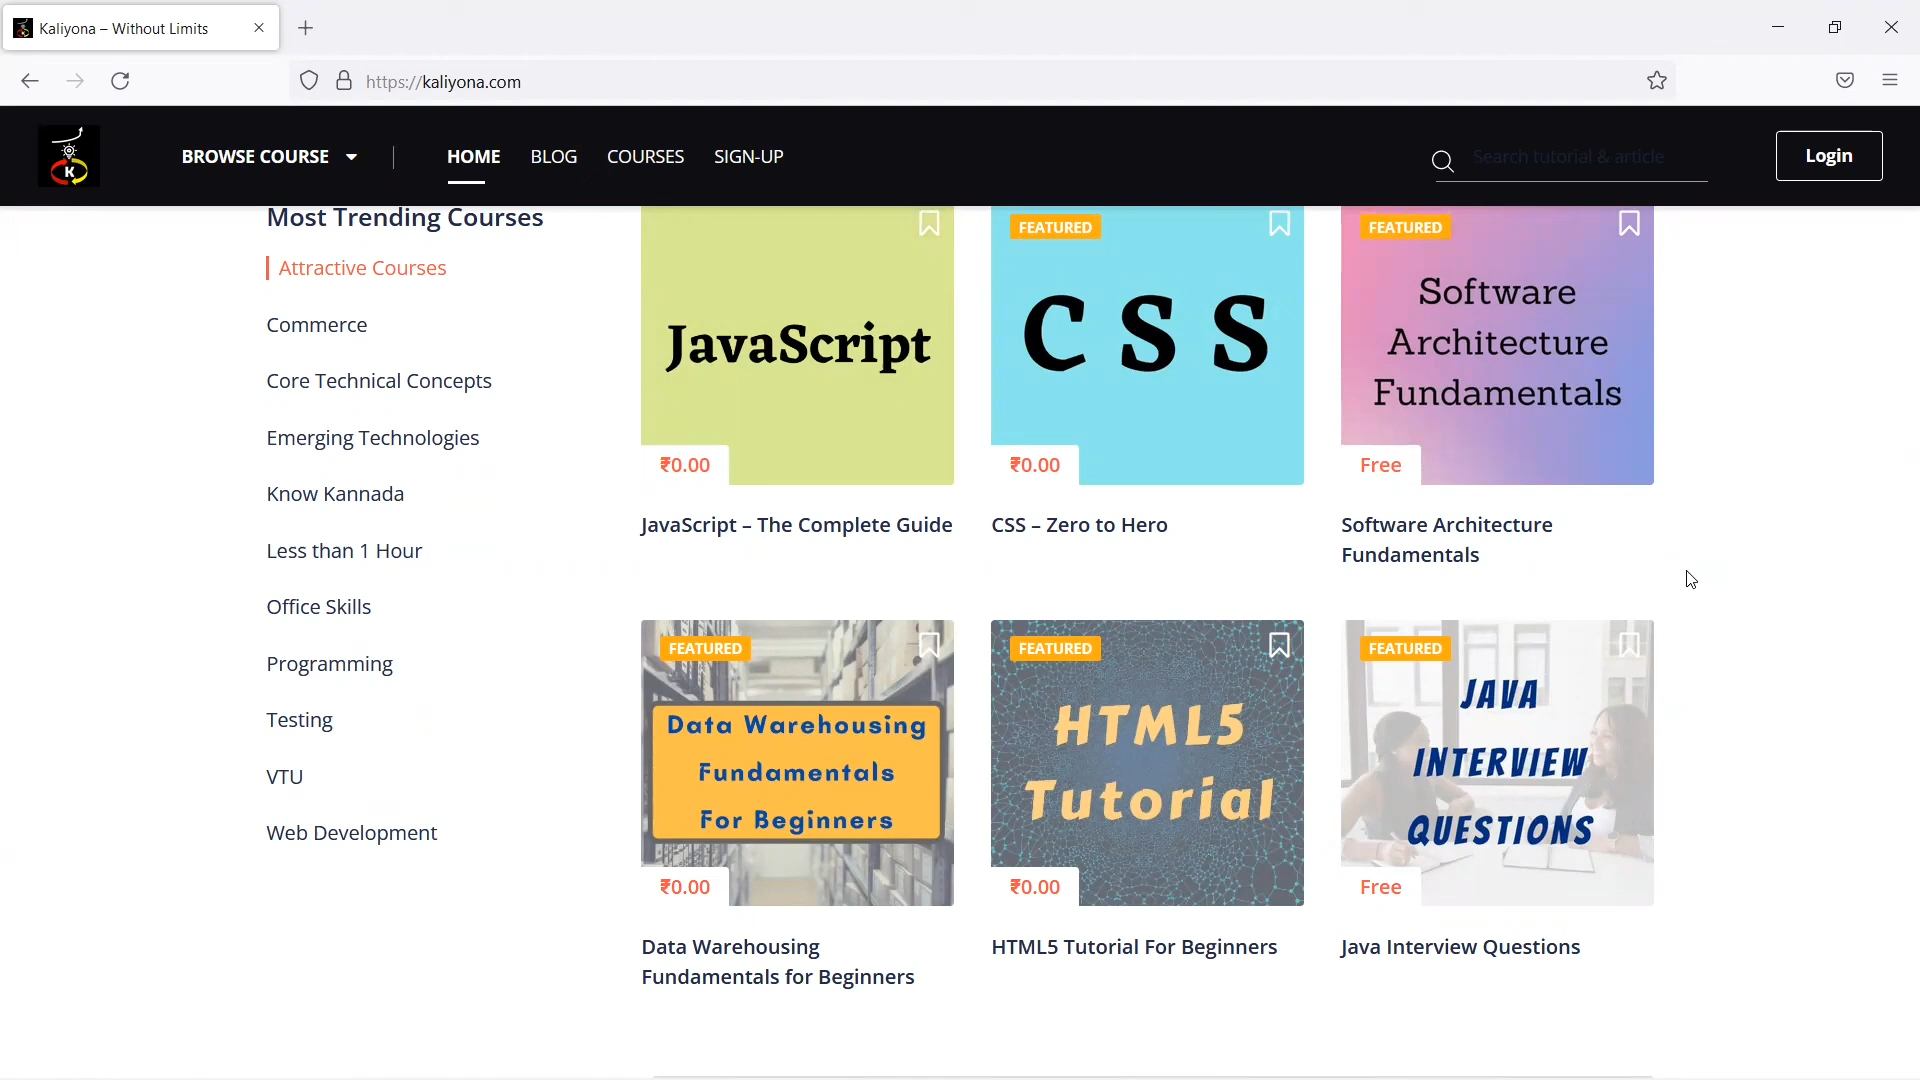 Kaliyona – Without Limits
https://kaliyona.com
K
BROWSE COURSE
HOME
BLOG
COURSES
SIGN-UP
Search tutorial & article
Login
Most Trending Courses
Attractive Courses
Commerce
Core Technical Concepts
Emerging Technologies
Know Kannada
Less than 1 Hour
Office Skills
Programming
Testing
VTU
Web Development
JavaScript
₹0.00
JavaScript – The Complete Guide
FEATURED
CSS
₹0.00
CSS – Zero to Hero
FEATURED
Software
Architecture
Fundamentals
Free
Software Architecture
Fundamentals
FEATURED
Data Warehousing
Fundamentals
For Beginners
₹0.00
Data Warehousing
Fundamentals for Beginners
FEATURED
HTML5
Tutorial
₹0.00
HTML5 Tutorial For Beginners
FEATURED
JAVA
INTERVIEW
QUESTIONS
Free
Java Interview Questions